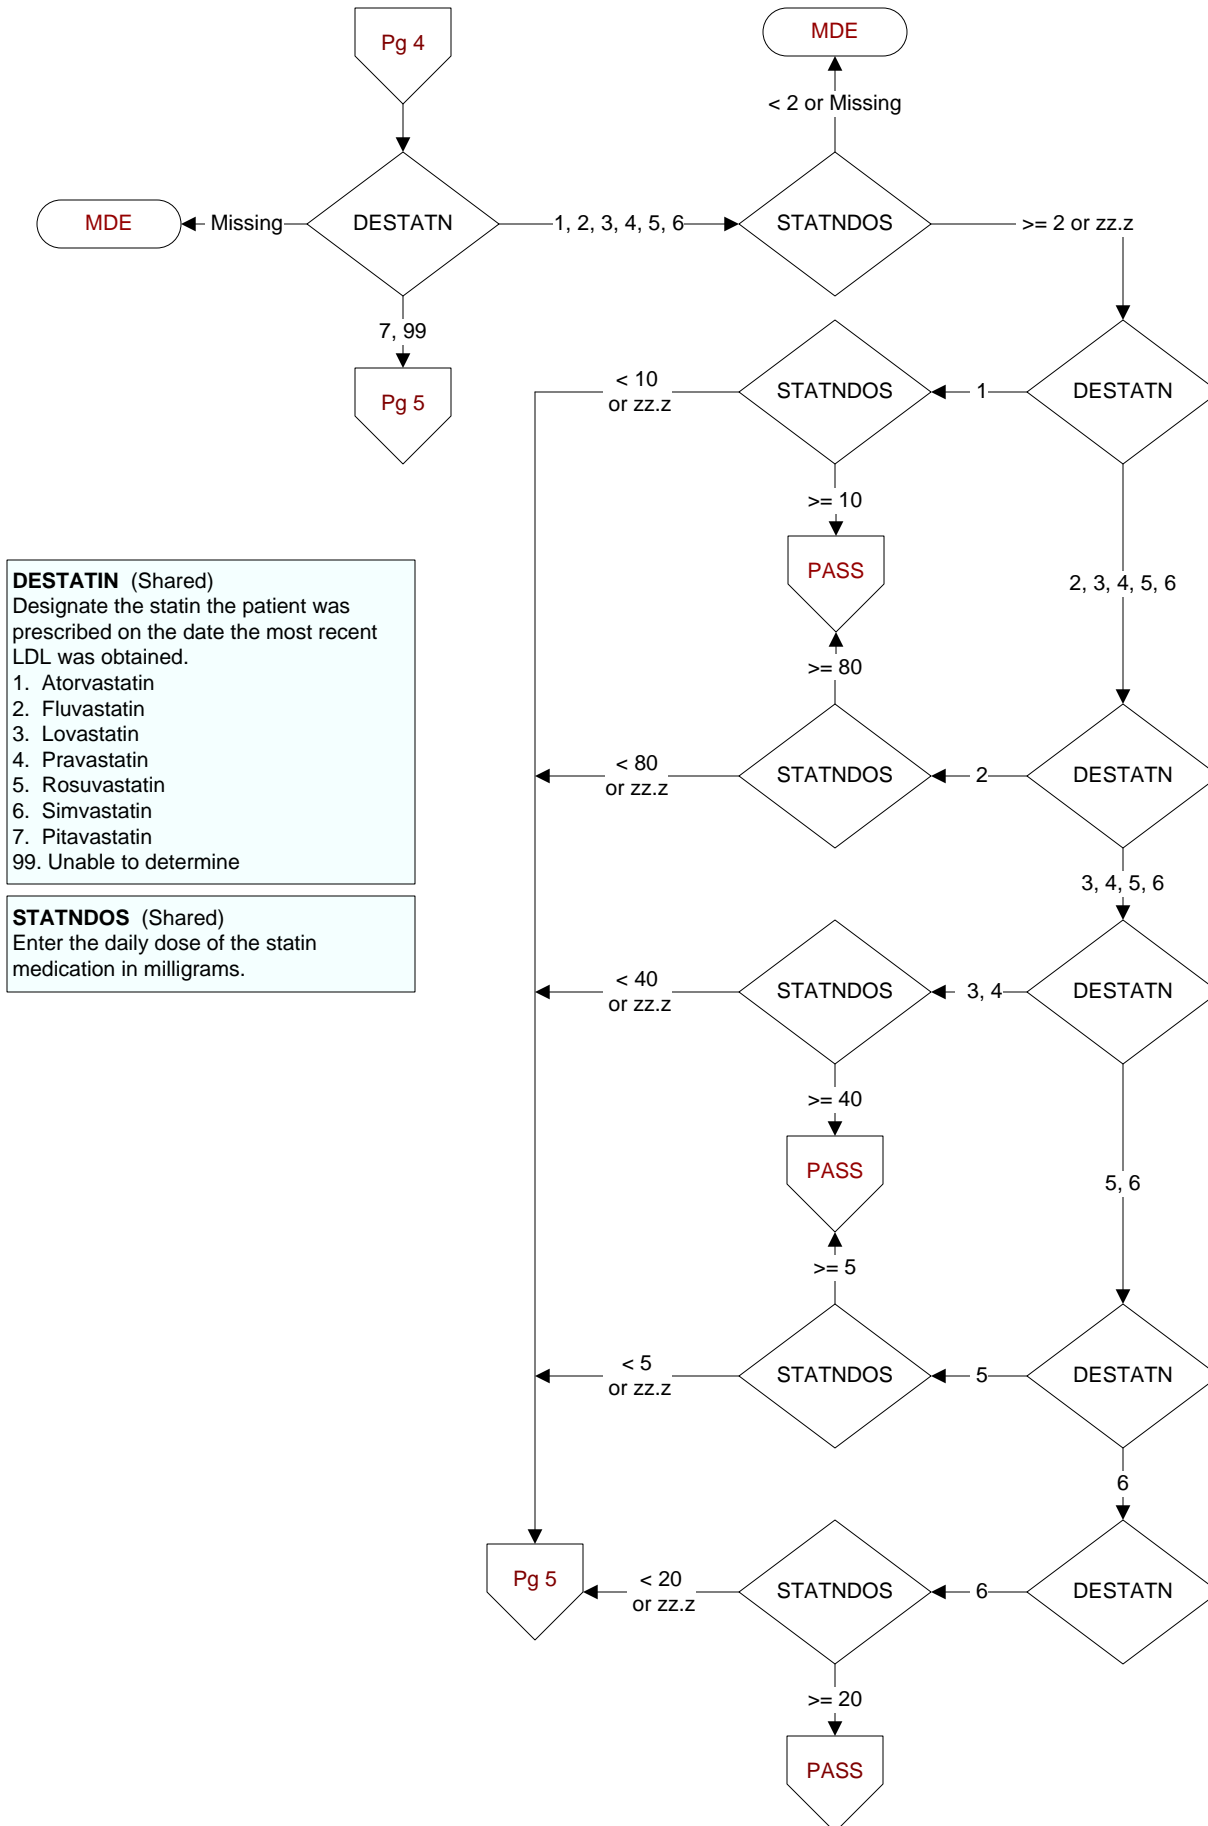 Pg 4
MDE
< 2 or Missing
MDE
Missing
DESTATN
1, 2, 3, 4, 5, 6
STATNDOS
>= 2 or zz.z
7, 99
Pg 5
< 10
or zz.z
STATNDOS
1
DESTATN
>= 10
PASS
2, 3, 4, 5, 6
DESTATIN (Shared)
Designate the statin the patient was
prescribed on the date the most recent
LDL was obtained.
1. Atorvastatin
2. Fluvastatin
3. Lovastatin
4. Pravastatin
5. Rosuvastatin
6. Simvastatin
7. Pitavastatin
99. Unable to determine
STATNDOS (Shared)
Enter the daily dose of the statin
medication in milligrams.
>= 80
< 80
or zz.z
STATNDOS
2
DESTATN
3, 4, 5, 6
< 40
or zz.z
STATNDOS
3, 4
DESTATN
>= 40
PASS
5, 6
>= 5
< 5
or zz.z
STATNDOS
5
DESTATN
6
Pg 5
< 20
or zz.z
STATNDOS
6
DESTATN
>= 20
PASS